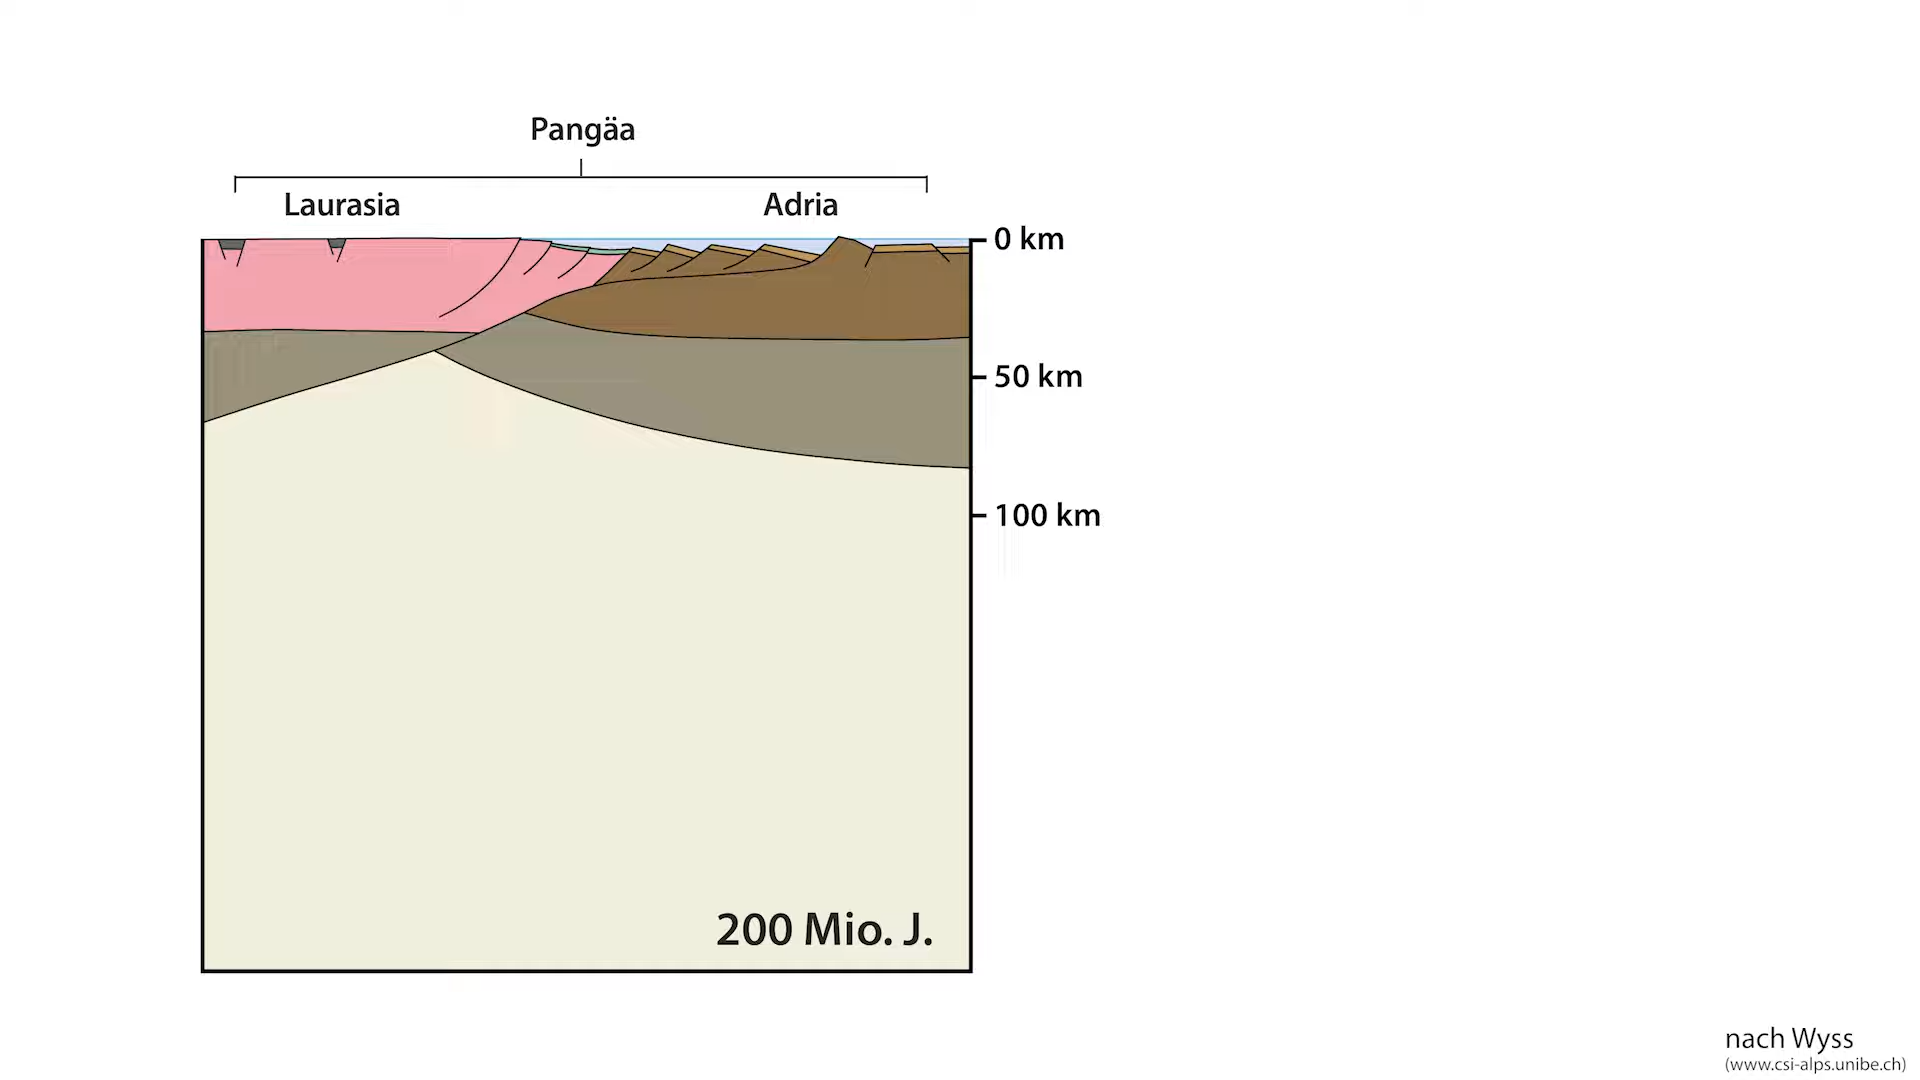 Pangäa
Laurasia
Adria
0 km
50 km
100 km
200 Mio. J.
nach Wyss
(www.csi-alps.unibe.ch)